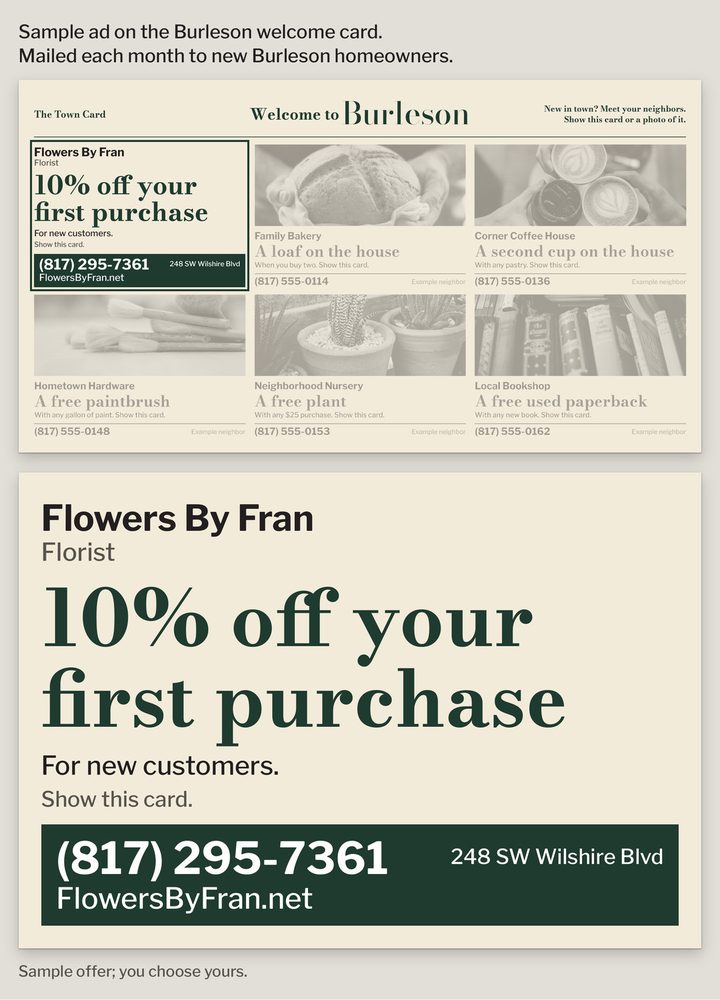 Sample ad on the Burleson welcome card.
Mailed each month to new Burleson homeowners.
The Town Card
Welcome to Burleson
New in town? Meet your neighbors.
Show this card or a photo of it.
Flowers By Fran
Florist
10% off your
first purchase
For new customers.
Show this card.
(817) 295-7361
248 SW Wilshire Blvd
FlowersByFran.net
Family Bakery
A loaf on the house
When you buy two. Show this card.
(817) 555-0114
Example neighbor
Corner Coffee House
A second cup on the house
With any pastry. Show this card.
(817) 555-0136
Example neighbor
Hometown Hardware
A free paintbrush
With any gallon of paint. Show this card.
(817) 555-0148
Example neighbor
Neighborhood Nursery
A free plant
With any $25 purchase. Show this card.
(817) 555-0153
Example neighbor
Local Bookshop
A free used paperback
With any new book. Show this card.
(817) 555-0162
Example neighbor
Flowers By Fran
Florist
10% off your
first purchase
For new customers.
Show this card.
(817) 295-7361
248 SW Wilshire Blvd
FlowersByFran.net
Sample offer; you choose yours.